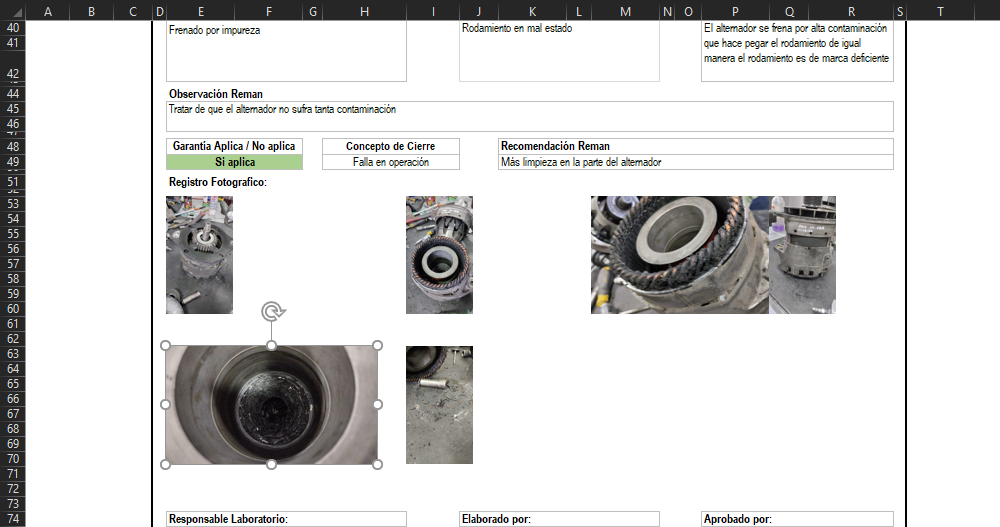 D E F G H I J K L M N O P Q R S T
A B C
40
41
42
44
45
46
47
48
49
51
53
54
55
56
57
58
59
60
61
62
63
64
65
66
67
68
69
70
71
72
73
74
Frenado por impureza
Rodamiento en mal estado
El alternador se frena por alta contaminación
que hace pegar el rodamiento de igual
manera el rodamiento es de marca deficiente
Observación Reman
Tratar de que el alternador no sufra tanta contaminación
Garantía Aplica / No aplica
Concepto de Cierre
Recomendación Reman
Si aplica
Falla en operación
Más limpieza en la parte del alternador
Registro Fotografico:
Responsable Laboratorio:
Elaborado por:
Aprobado por: